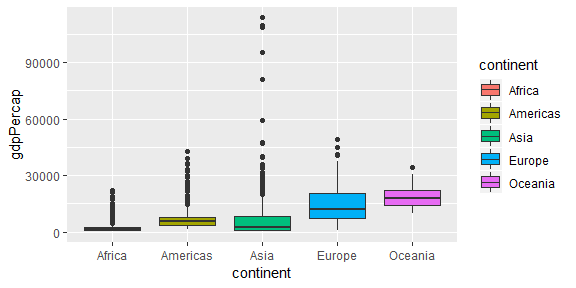 gdpPercap
90000
60000
30000
0
Africa Americas Asia Europe Oceania
continent
continent
Africa
Americas
Asia
Europe
Oceania